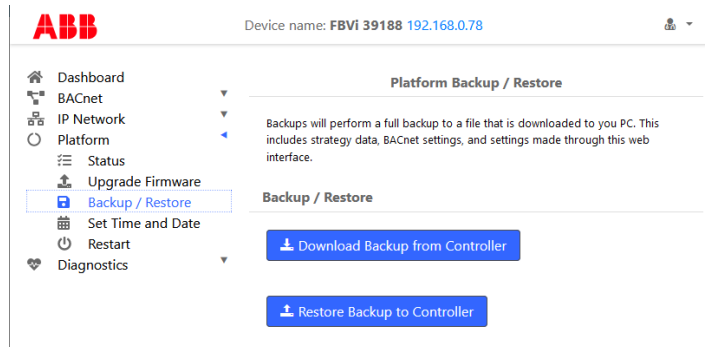 ABB
Device name: FBVi 39188 192.168.0.78
Dashboard
BACnet
IP Network
Platform
Status
Upgrade Firmware
Backup / Restore
Set Time and Date
Restart
Diagnostics
Platform Backup / Restore
Backups will perform a full backup to a file that is downloaded to you PC. This
includes strategy data, BACnet settings, and settings made through this web
interface.
Backup / Restore
Download Backup from Controller
Restore Backup to Controller